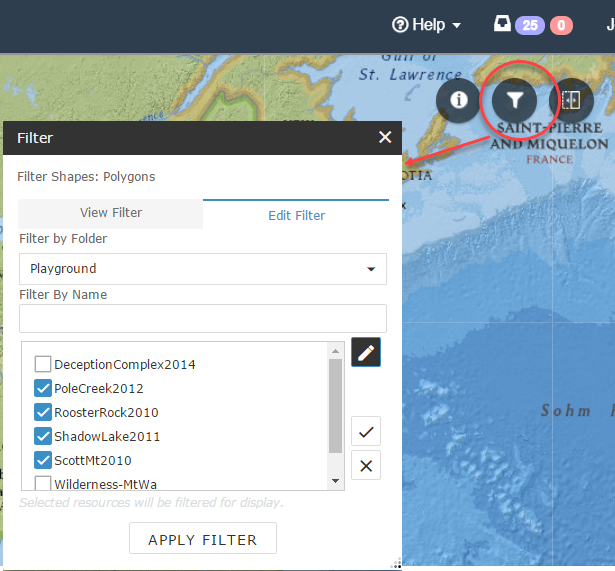 Help
25
0
Gulf of
St. Lawrence
SAINT-PIERRE
AND MIQUELON
FRANCE
Filter
Filter Shapes: Polygons
View Filter
Edit Filter
Filter by Folder
Playground
Filter By Name
DeceptionComplex2014
PoleCreek2012
RoosterRock2010
ShadowLake2011
ScottMt2010
Wilderness-MtWa
Selected resources will be filtered for display.
APPLY FILTER
OTIA
Sohm